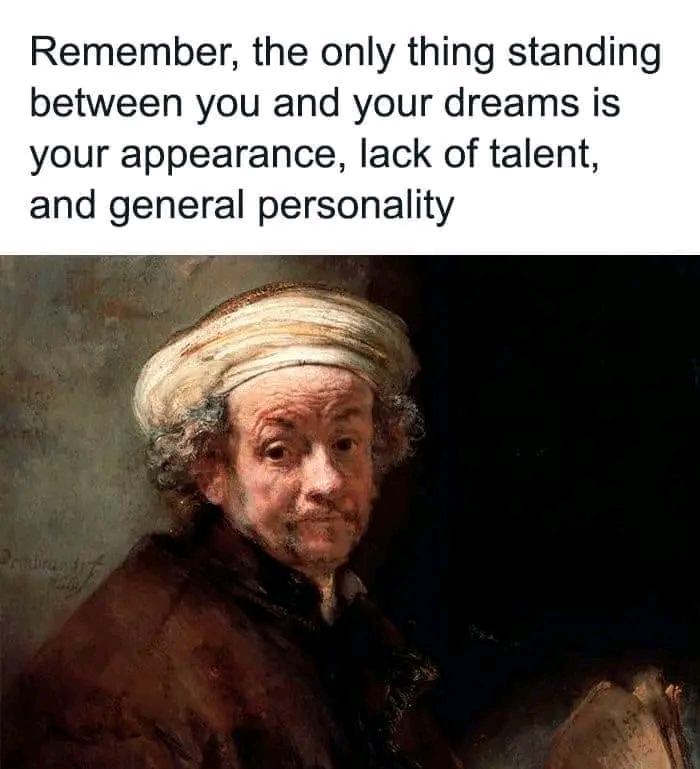 Remember, the only thing standing
between you and your dreams is
your appearance, lack of talent,
and general personality
Rembrandt f